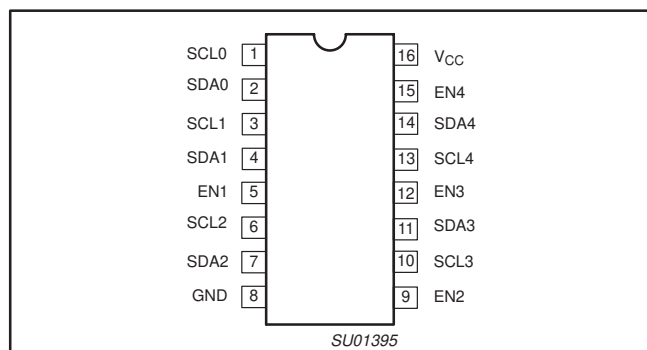 SCL0 1 16 VCC
SDA0 2 15 EN4
SCL1 3 14 SDA4
SDA1 4 13 SCL4
EN1 5 12 EN3
SCL2 6 11 SDA3
SDA2 7 10 SCL3
GND 8 9 EN2
SU01395